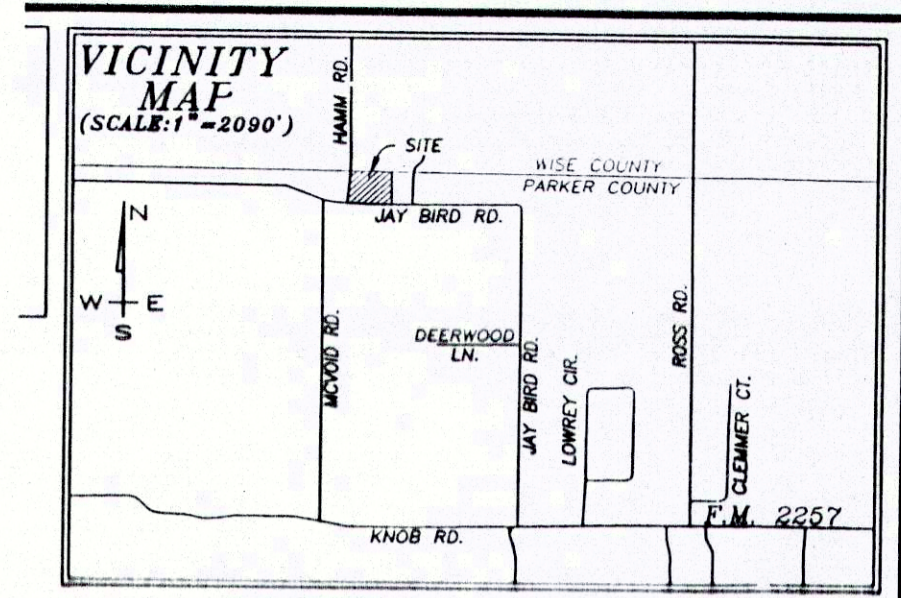 VICINITY
MAP
(SCALE:1"=2090')
HAMM RD.
SITE
WISE COUNTY
PARKER COUNTY
JAY BIRD RD.
N
W E
S
MCVOID RD.
DEERWOOD
LN.
JAY BIRD RD.
LOWREY CIR.
ROSS RD.
CLEMMER CT.
F.M. 2257
KNOB RD.